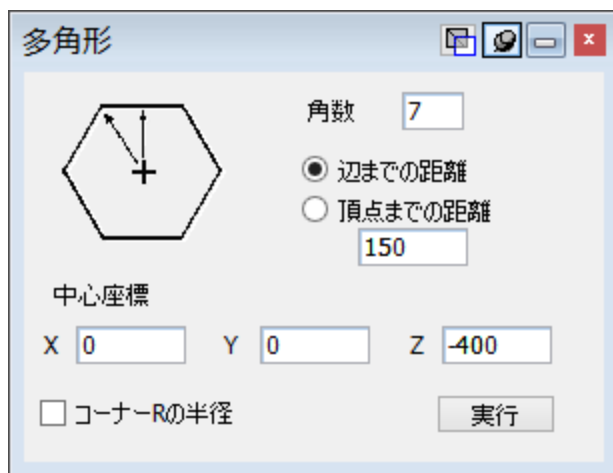 多角形
角数 7
辺までの距離
頂点までの距離
150
中心座標
X 0 Y 0 Z -400
コーナーRの半径 実行